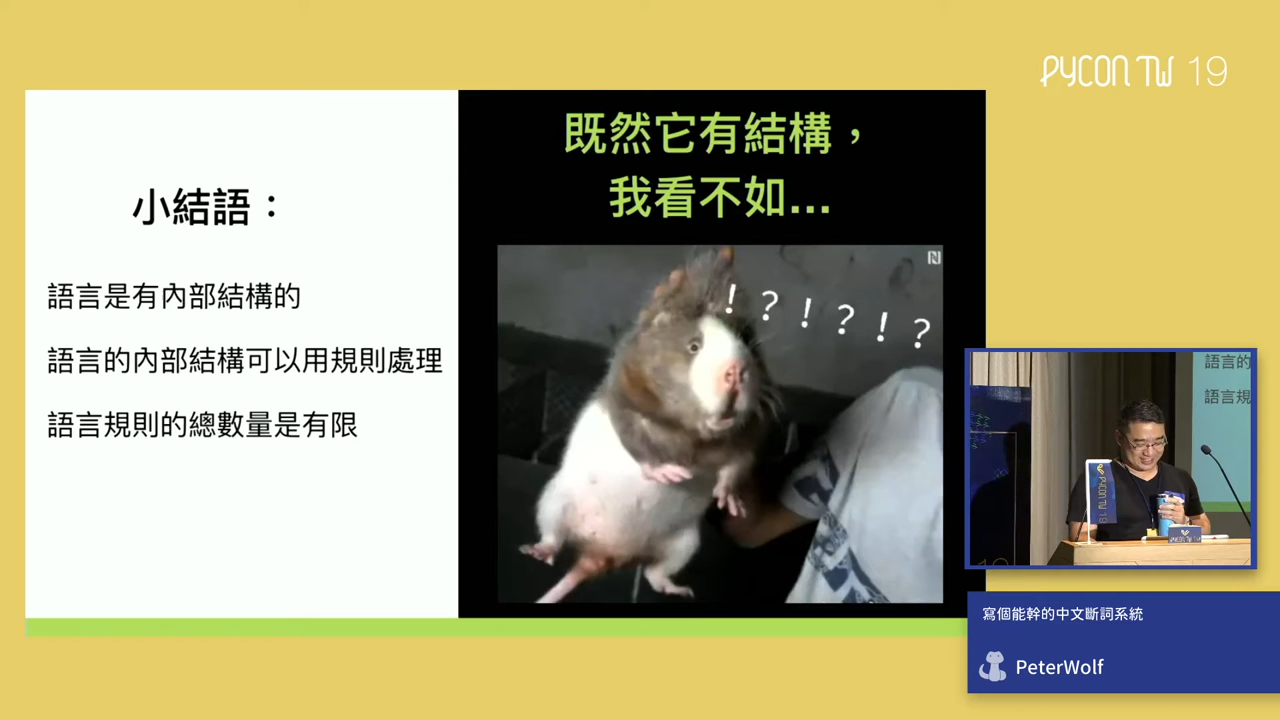 PYCON TW 19
小結語：
語言是有內部結構的
語言的內部結構可以用規則處理
語言規則的總數量是有限
既然它有結構，
我看不如...
N
！？！？！？
語言的
語言規
PYCON TW 19
寫個能幹的中文斷詞系統
PeterWolf